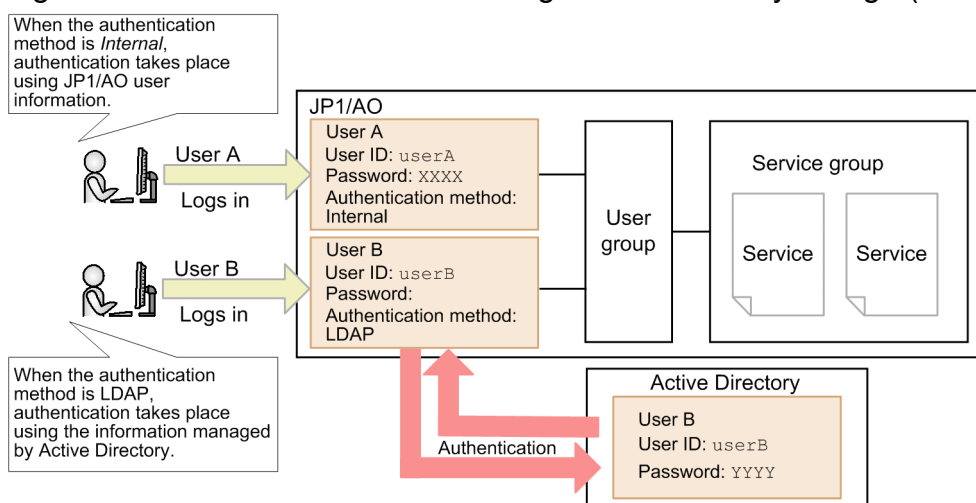 When the authentication
method is Internal,
authentication takes place
using JP1/AO user
information.
JP1/AO
User A
Logs in
User A
User ID: userA
Password: XXXX
Authentication method:
Internal
User B
Logs in
User B
User ID: userB
Password:
Authentication method:
LDAP
User
group
Service group
Service
Service
When the authentication
method is LDAP,
authentication takes place
using the information managed
by Active Directory.
Authentication
Active Directory
User B
User ID: userB
Password: YYYY